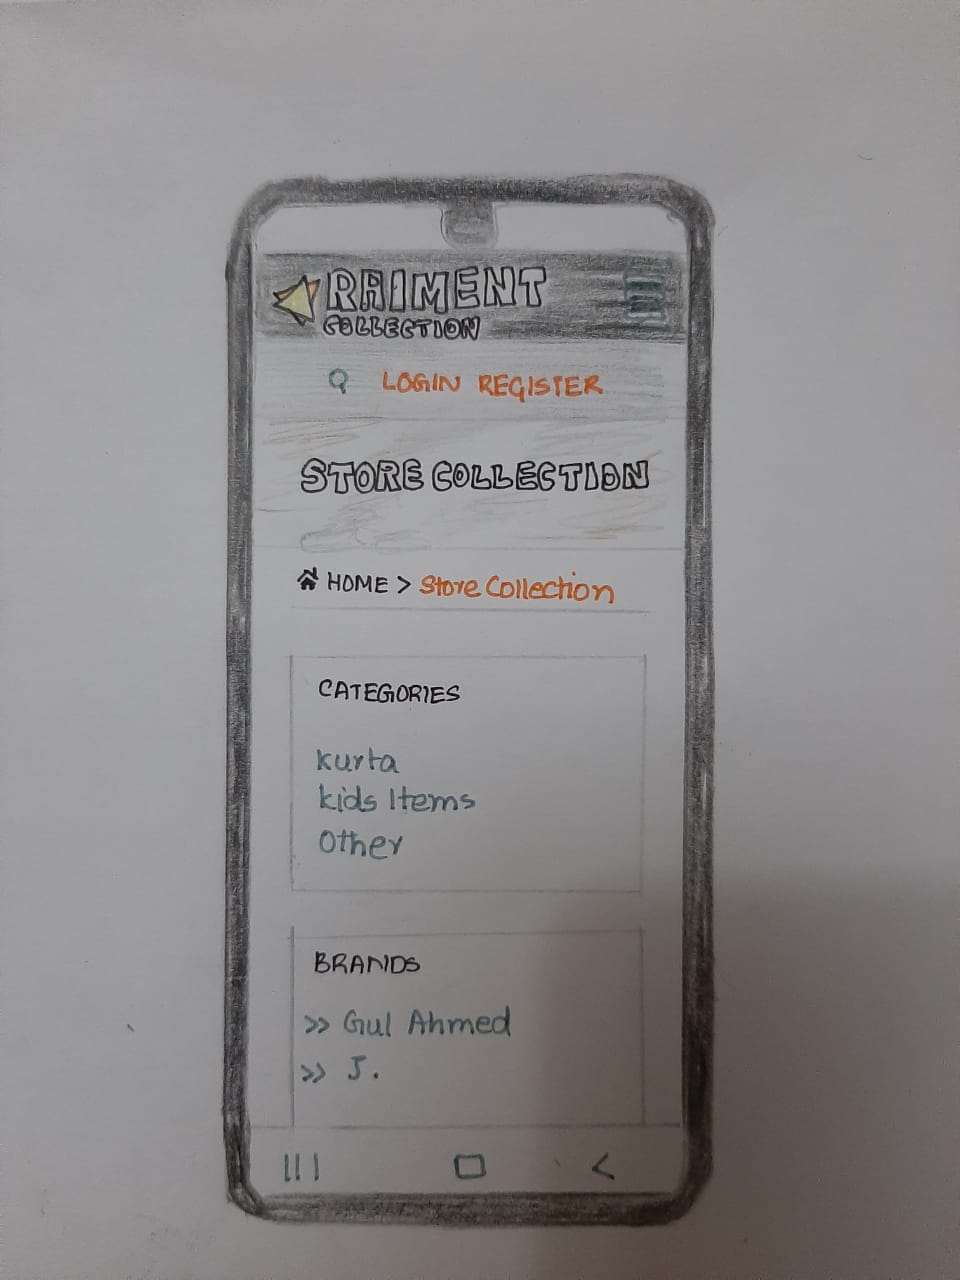 RAIMENT
COLLECTION
LOGIN REGISTER
STORE COLLECTION
HOME > Store Collection
CATEGORIES
Kurta
Kids Items
Other
BRANDS
>> Gul Ahmed
>> J.